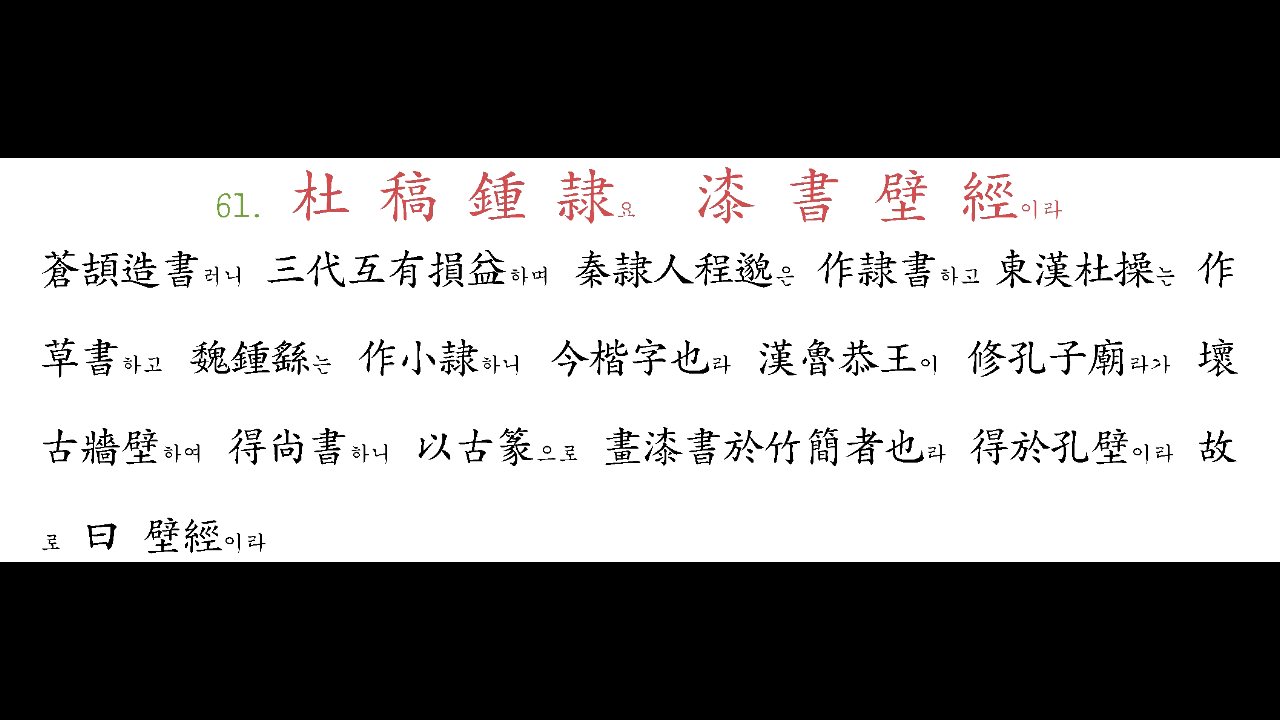 61. 杜 稿 鍾 隷요 漆 書 壁 經이라
蒼頡造書러니 三代互有損益하며 秦隷人程邈은 作隷書하고 東漢杜操는 作
草書하고 魏鍾繇는 作小隷하니 今楷字也라 漢魯恭王이 修孔子廟라가 壞
古牆壁하여 得尚書하니 以古篆으로 畫漆書於竹簡者也라 得於孔壁이라 故
로 曰 壁經이라